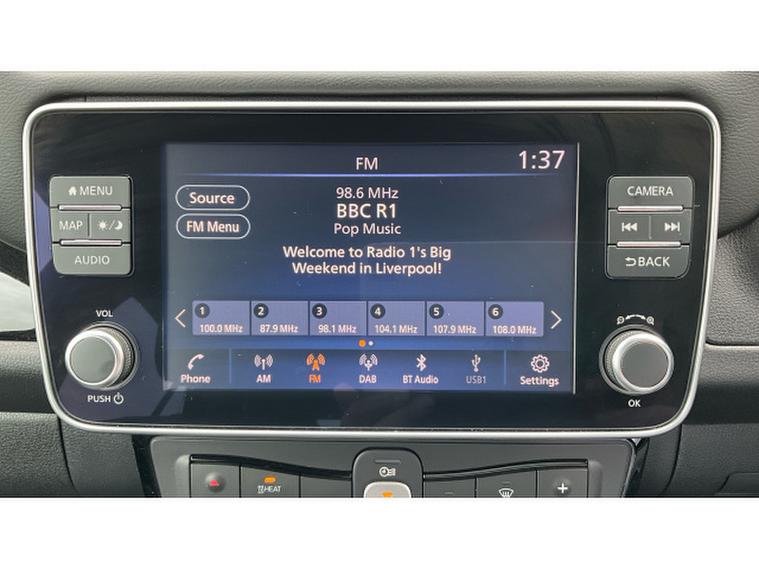 FM
1:37
MENU
MAP
AUDIO
VOL
PUSH
Source
FM Menu
98.6 MHz
BBC R1
Pop Music
Welcome to Radio 1's Big
Weekend in Liverpool!
1 2 3 4 5 6
100.0 MHz 87.9 MHz 98.1 MHz 104.1 MHz 107.9 MHz 108.0 MHz
Phone AM FM DAB BT Audio USB1 Settings
CAMERA
BACK
OK
HEAT